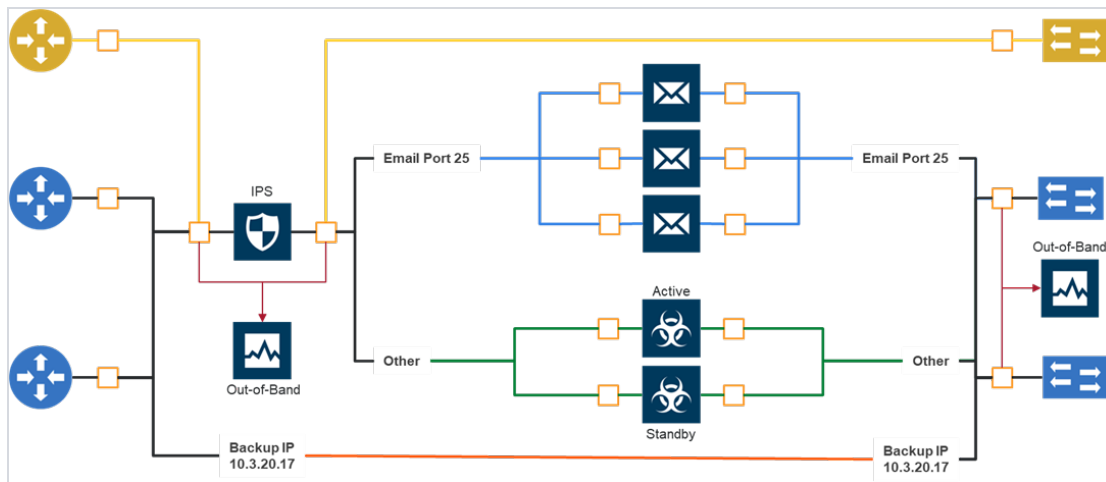 Email Port 25
Email Port 25
IPS
Out-of-Band
Active
Other
Other
Out-of-Band
Standby
Backup IP
10.3.20.17
Backup IP
10.3.20.17